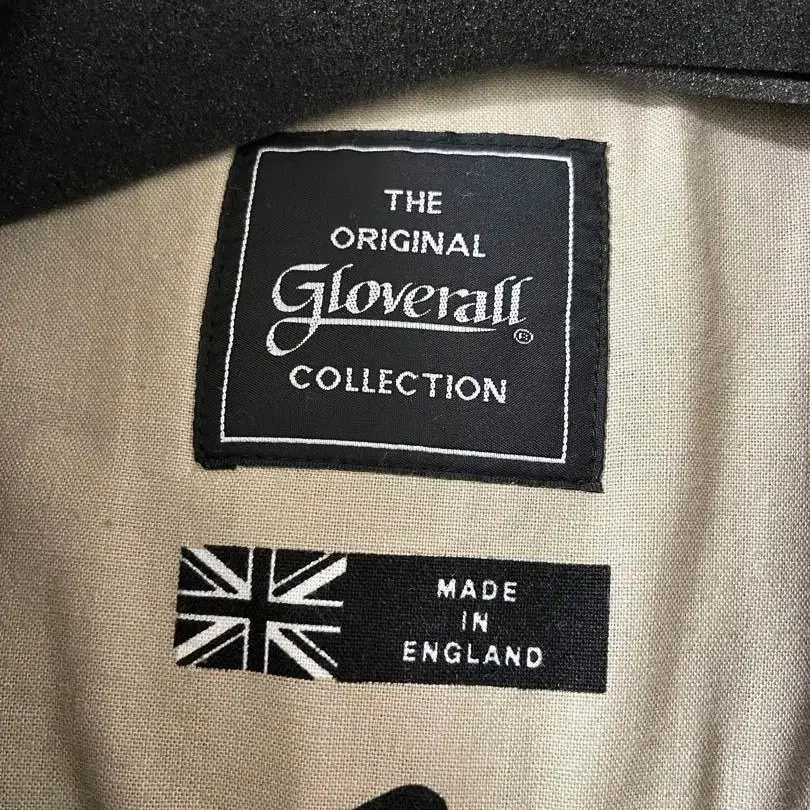 THE
ORIGINAL
Gloverall
®
COLLECTION
MADE
IN
ENGLAND